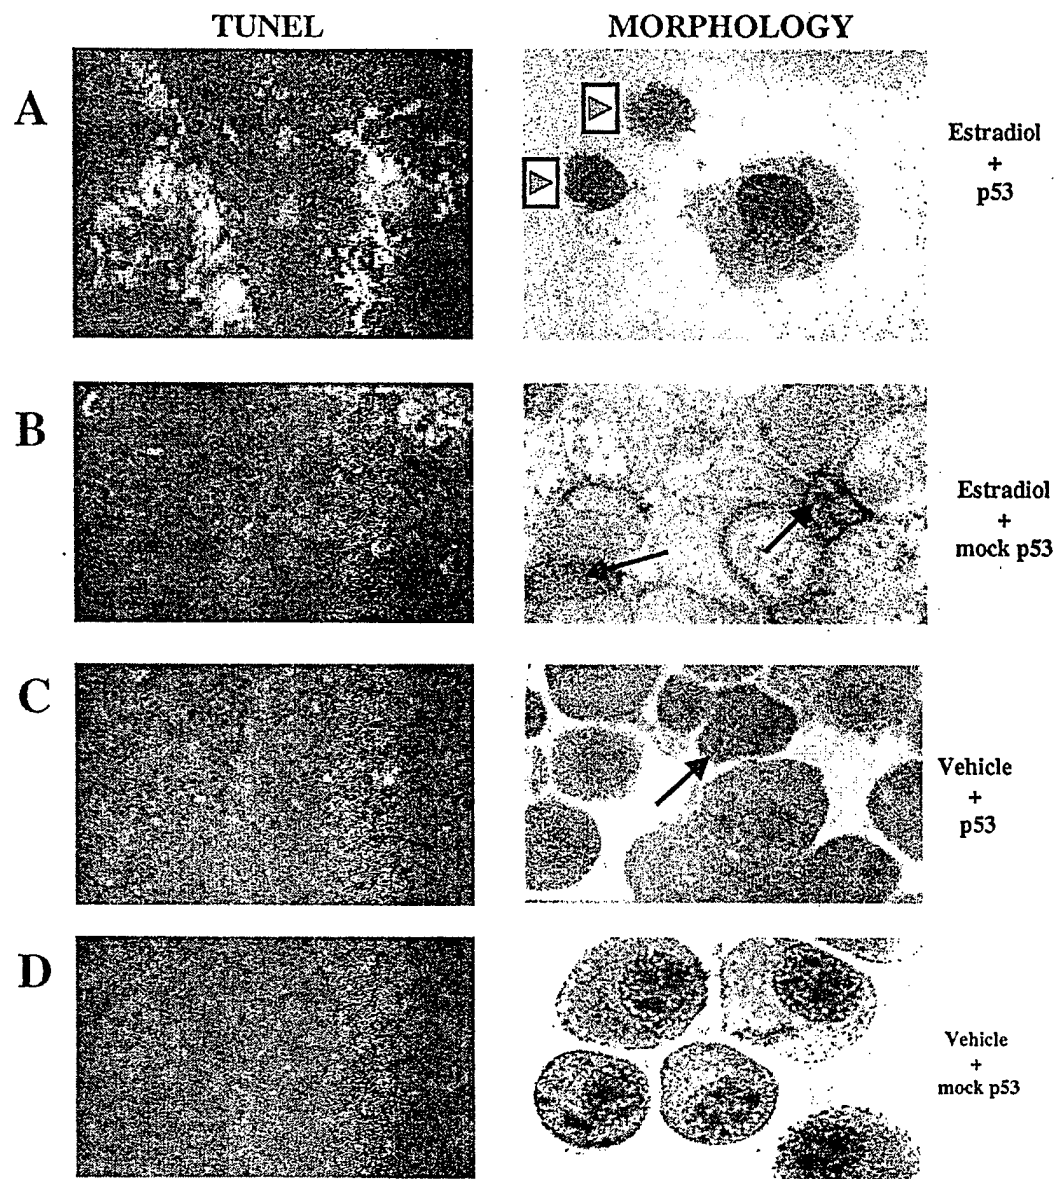 TUNEL MORPHOLOGY
A
Estradiol
+
p53
B
Estradiol
+
mock p53
C
Vehicle
+
p53
D
Vehicle
+
mock p53